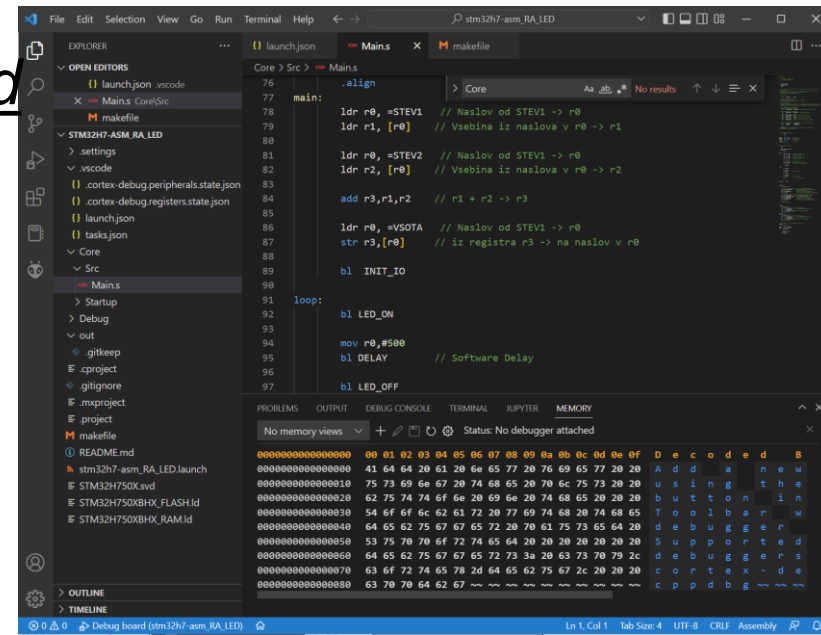 d
File Edit Selection View Go Run Terminal Help stm32h7-asm_RA_LED
EXPLORER
OPEN EDITORS
launch.json .vscode
Main.s Core\Src
makefile
STM32H7-ASM_RA_LED
.settings
.vscode
.cortex-debug.peripherals.state.json
.cortex-debug.registers.state.json
launch.json
tasks.json
Core
Src
Main.s
Startup
Debug
out
.gitkeep
.cproject
.gitignore
.mxproject
.project
makefile
README.md
stm32h7-asm_RA_LED.launch
STM32H750X.svd
STM32H750XBHX_FLASH.ld
STM32H750XBHX_RAM.ld
OUTLINE
TIMELINE
launch.json Main.s makefile
Core > Src > Main.s
Core Aa ab No results
76 .align
77 main:
78 ldr r0, =STEV1 // Naslov od STEV1 -> r0
79 ldr r1, [r0] // Vsebina iz naslova v r0 -> r1
80
81 ldr r0, =STEV2 // Naslov od STEV1 -> r0
82 ldr r2, [r0] // Vsebina iz naslova v r0 -> r2
83
84 add r3,r1,r2 // r1 + r2 -> r3
85
86 ldr r0, =VSOTA // Naslov od STEV1 -> r0
87 str r3,[r0] // iz registra r3 -> na naslov v r0
88
89 bl INIT_IO
90
91 loop:
92 bl LED_ON
93
94 mov r0,#500
95 bl DELAY // Software Delay
96
97 bl LED_OFF
PROBLEMS OUTPUT DEBUG CONSOLE TERMINAL JUPYTER MEMORY
No memory views Status: No debugger attached
0000000000000000 00 01 02 03 04 05 06 07 08 09 0a 0b 0c 0d 0e 0f D e c o d e d B
0000000000000000 41 64 64 20 61 20 6e 65 77 20 76 69 65 77 20 20 A d d a n e w
0000000000000010 75 73 69 6e 67 20 74 68 65 20 70 6c 75 73 20 20 u s i n g t h e
0000000000000020 62 75 74 74 6f 6e 20 69 6e 20 74 68 65 20 20 20 b u t t o n i n
0000000000000030 54 6f 6f 6c 62 61 72 20 77 69 74 68 20 74 68 65 T o o l b a r w
0000000000000040 64 65 62 75 67 67 65 72 20 70 61 75 73 65 64 20 d e b u g g e r
0000000000000050 53 75 70 70 6f 72 74 65 64 20 20 20 20 20 20 20 S u p p o r t e d
0000000000000060 64 65 62 75 67 67 65 72 73 3a 20 63 73 70 79 2c d e b u g g e r s
0000000000000070 63 6f 72 74 65 78 2d 64 65 62 75 67 2c 20 20 20 c o r t e x - d e
0000000000000080 63 70 70 64 62 67 ~~ ~~ ~~ ~~ ~~ ~~ ~~ ~~ ~~ ~~ c p p d b g ~~ ~~ ~~
0 0 Debug board (stm32h7-asm_RA_LED) Ln 1, Col 1 Tab Size: 4 UTF-8 CRLF Assembly